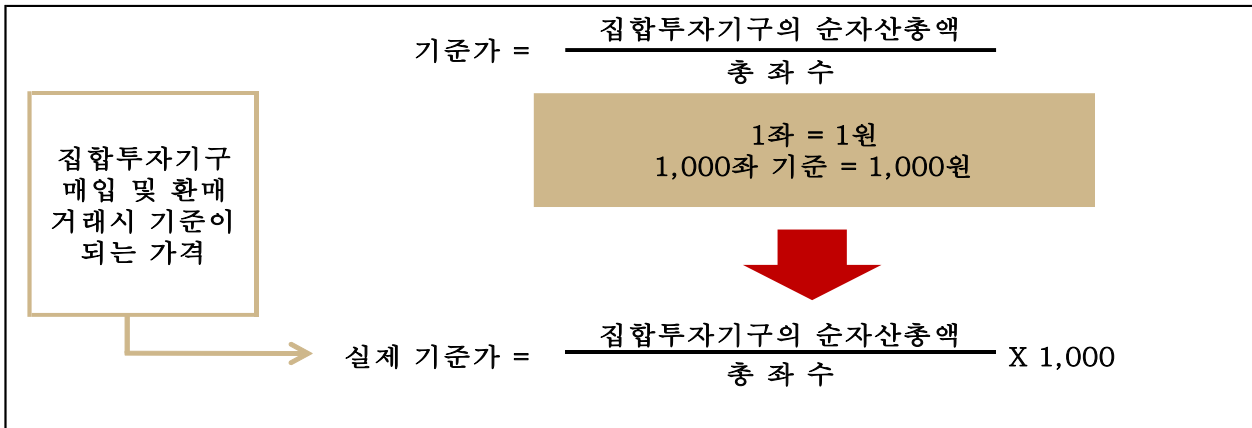 기준가 =
집합투자기구의 순자산총액
총 좌 수
1좌 = 1원
1,000좌 기준 = 1,000원
집합투자기구
매입 및 환매
거래시 기준이
되는 가격
실제 기준가 =
집합투자기구의 순자산총액
총 좌 수
X 1,000